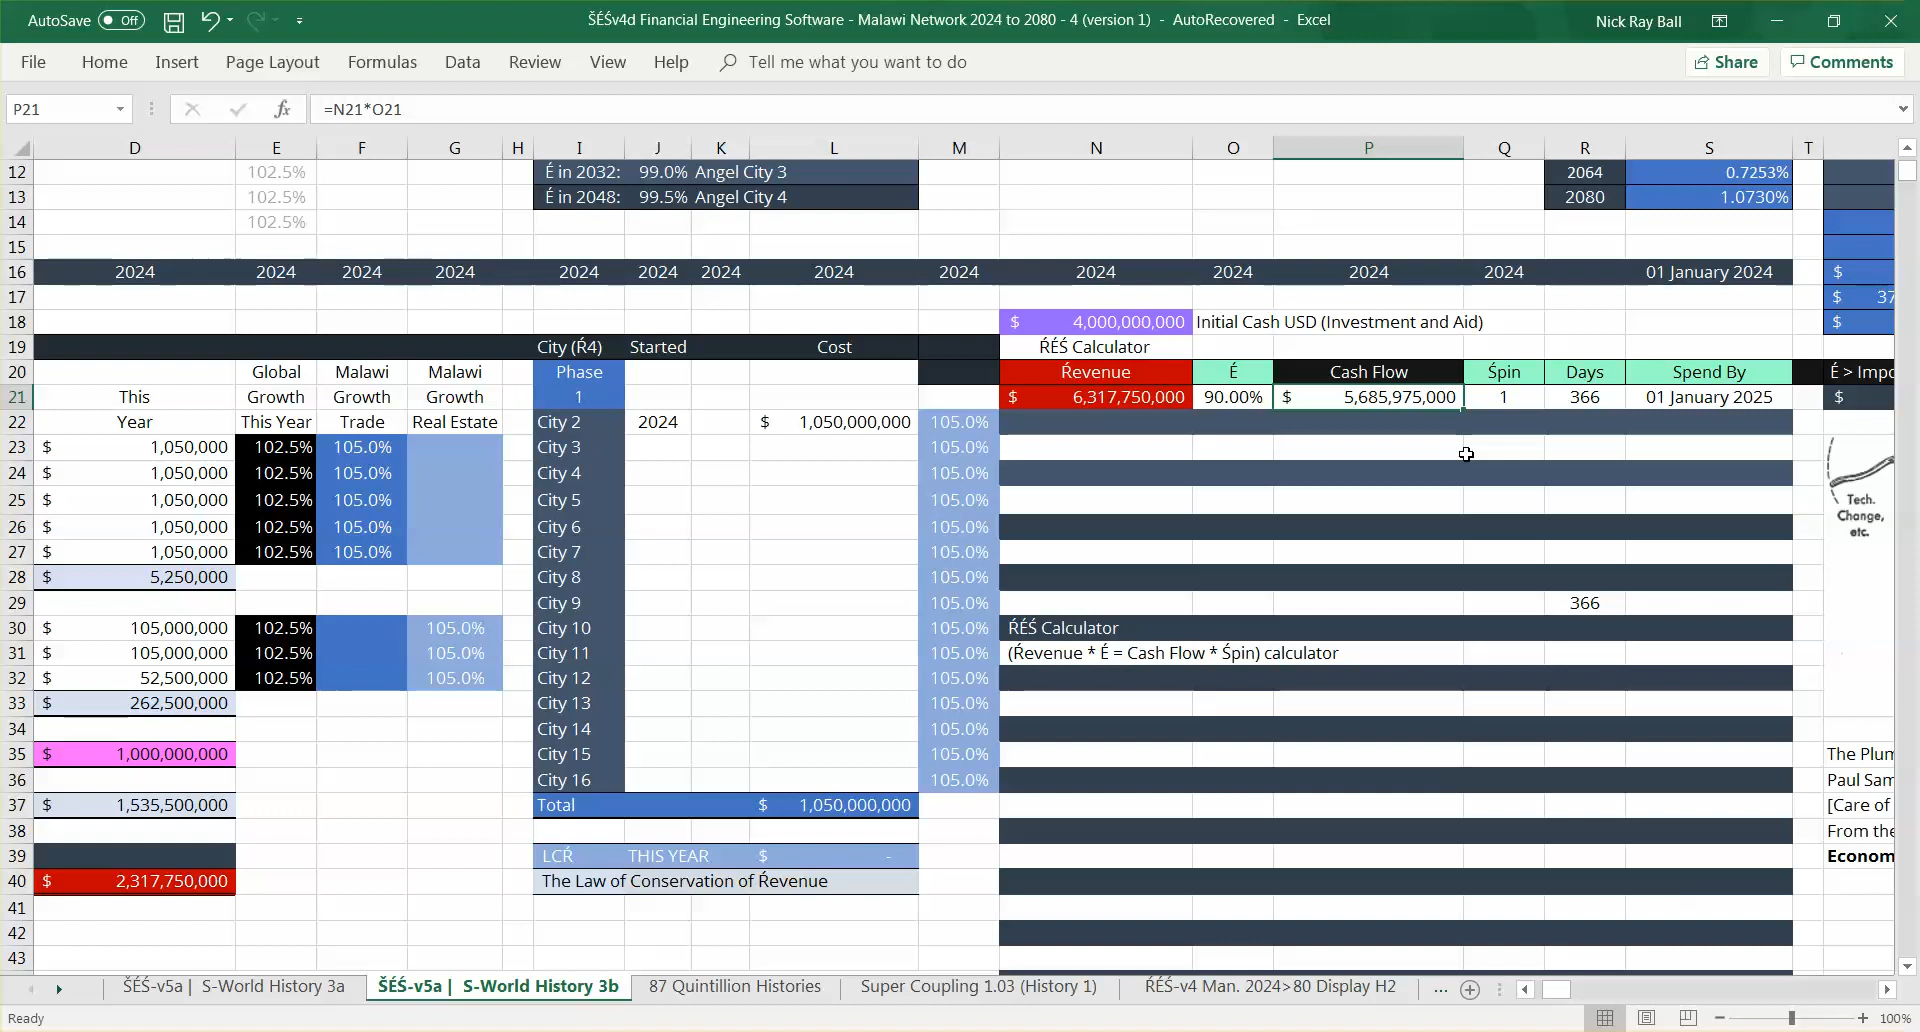 AutoSave Off ŠÉŚv4d Financial Engineering Software - Malawi Network 2024 to 2080 - 4 (version 1) - AutoRecovered - Excel Nick Ray Ball
File Home Insert Page Layout Formulas Data Review View Help Tell me what you want to do Share Comments
P21 fx =N21*O21
D E F G H I J K L M N O P Q R S T
12 102.5% É in 2032: 99.0% Angel City 3 2064 0.7253%
13 102.5% É in 2048: 99.5% Angel City 4 2080 1.0730%
14 102.5%
15
16 2024 2024 2024 2024 2024 2024 2024 2024 2024 2024 2024 2024 2024 01 January 2024 $
17 $ 37
18 $ 4,000,000,000 Initial Cash USD (Investment and Aid) $
19 City (Ŕ4) Started Cost ŔÉŚ Calculator
20 Global Malawi Malawi Phase Ŕevenue É Cash Flow Śpin Days Spend By É > Impo
21 This Growth Growth Growth 1 $ 6,317,750,000 90.00% $ 5,685,975,000 1 366 01 January 2025 $
22 Year This Year Trade Real Estate City 2 2024 $ 1,050,000,000 105.0%
23 $ 1,050,000 102.5% 105.0% City 3 105.0%
24 $ 1,050,000 102.5% 105.0% City 4 105.0%
25 $ 1,050,000 102.5% 105.0% City 5 105.0% Tech.
26 $ 1,050,000 102.5% 105.0% City 6 105.0% Change,
27 $ 1,050,000 102.5% 105.0% City 7 105.0% etc.
28 $ 5,250,000 City 8 105.0%
29 City 9 105.0% 366
30 $ 105,000,000 102.5% 105.0% City 10 105.0% ŔÉŚ Calculator
31 $ 105,000,000 102.5% 105.0% City 11 105.0% (Ŕevenue * É = Cash Flow * Śpin) calculator
32 $ 52,500,000 102.5% 105.0% City 12 105.0%
33 $ 262,500,000 City 13 105.0%
34 City 14 105.0%
35 $ 1,000,000,000 City 15 105.0% The Plum
36 City 16 105.0% Paul Sam
37 $ 1,535,500,000 Total $ 1,050,000,000 [Care of
38 From the
39 LCŔ THIS YEAR $ - Econom
40 $ 2,317,750,000 The Law of Conservation of Ŕevenue
41
42
43
ŠÉŚ-v5a | S-World History 3a ŠÉŚ-v5a | S-World History 3b 87 Quintillion Histories Super Coupling 1.03 (History 1) ŔÉŚ-v4 Man. 2024>80 Display H2 ...
Ready 100%